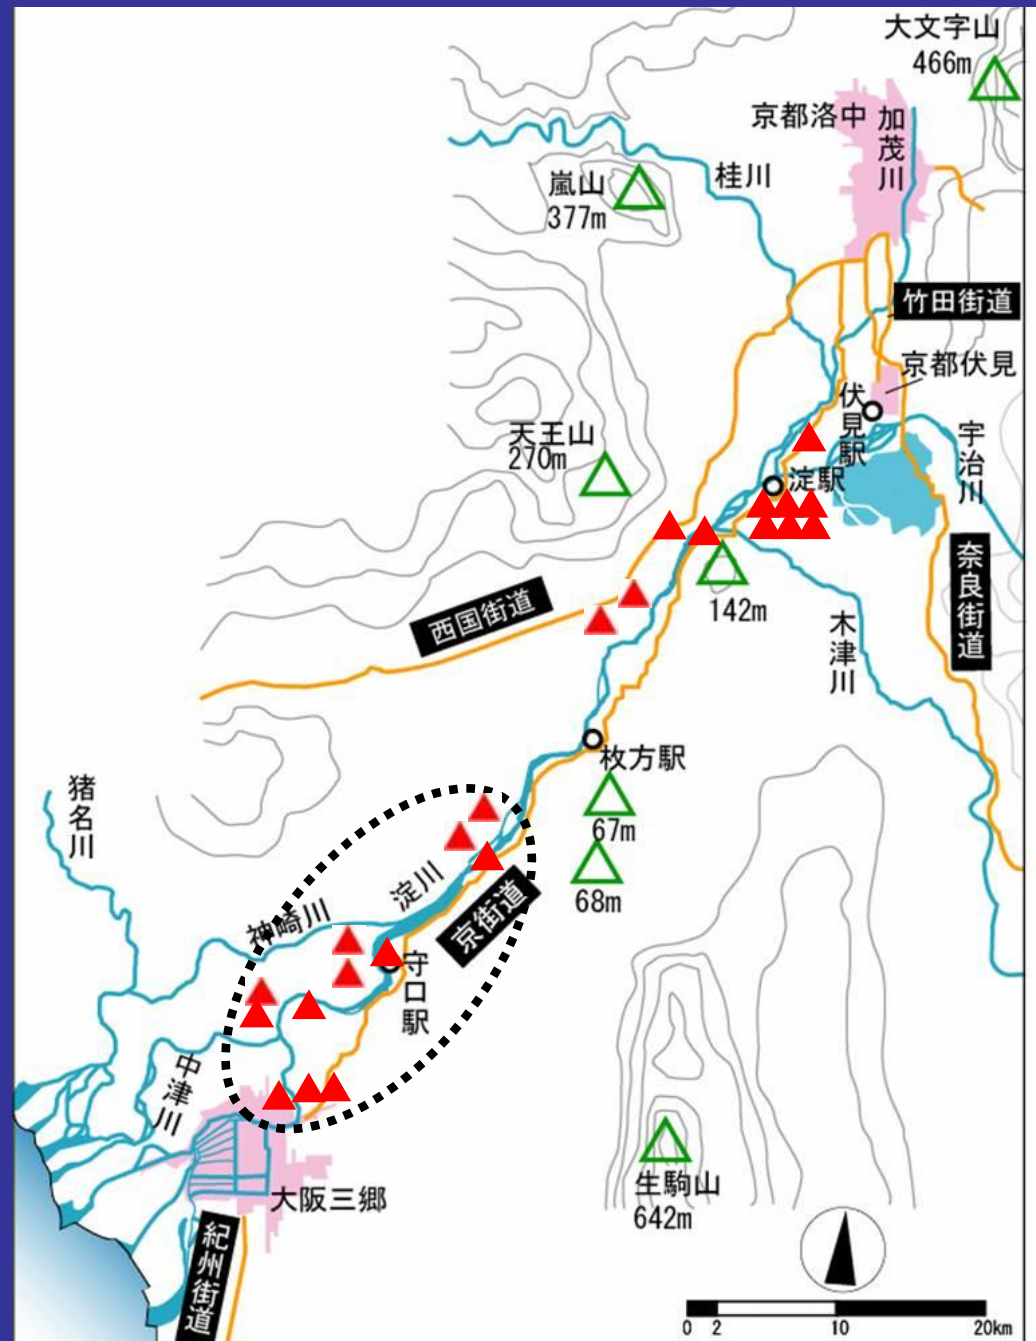 大文字山
466m
京都洛中
加茂川
嵐山
377m
桂川
竹田街道
京都伏見
伏見駅
宇治川
天王山
270m
淀駅
奈良街道
142m
西国街道
木津川
枚方駅
67m
68m
猪名川
淀川
神崎川
京街道
守口駅
中津川
大阪三郷
生駒山
642m
紀州街道
0 2 10 20km